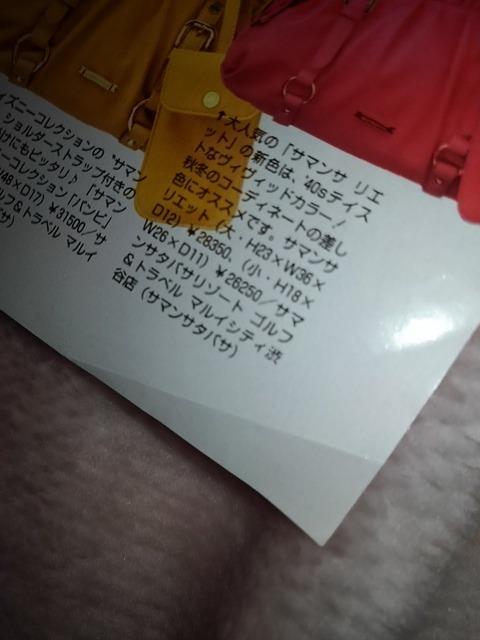 ↑大人気の「サマンサ リエ
ット」の新色は、40sテイス
トなヴィヴィッドカラー！
秋冬のコーディネートの差し
色にオススメです。サマンサ
リエット（大・H23×W36×
D12）￥28350、（小・H18×
W26×D11）￥26250／サマ
ンサタバサリゾート ゴルフ
＆トラベル マルイシティ渋
谷店（サマンサタバサ）
ィズニーコレクションの“サマン
ショルダーストラップ付きの
けにもピッタリ♪「サマン
ーコレクション「バンビ」
W48×D17）￥31500／サ
ルフ＆トラベル マルイ
サ）